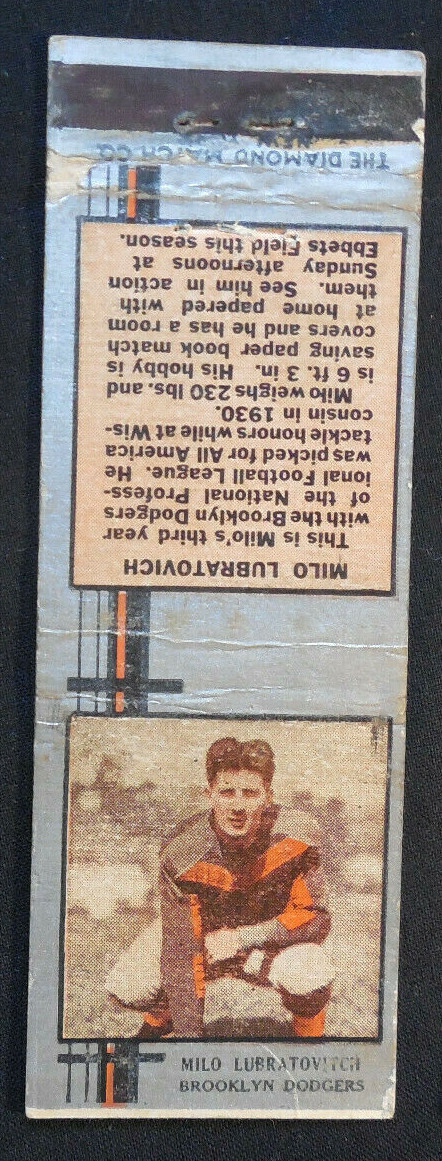 THE DIAMOND MATCH CO.
NEW
MILO LUBRATOVICH
This is Milo's third year
with the Brooklyn Dodgers
of the National Profess-
ional Football League. He
was picked for All America
tackle honors while at Wis-
consin in 1930.
Milo weighs 230 lbs. and
is 6 ft. 3 in. His hobby is
saving paper book match
covers and he has a room
at home papered with
them. See him in action
Sunday afternoons at
Ebbets Field this season.
MILO LUBRATOVITCH
BROOKLYN DODGERS